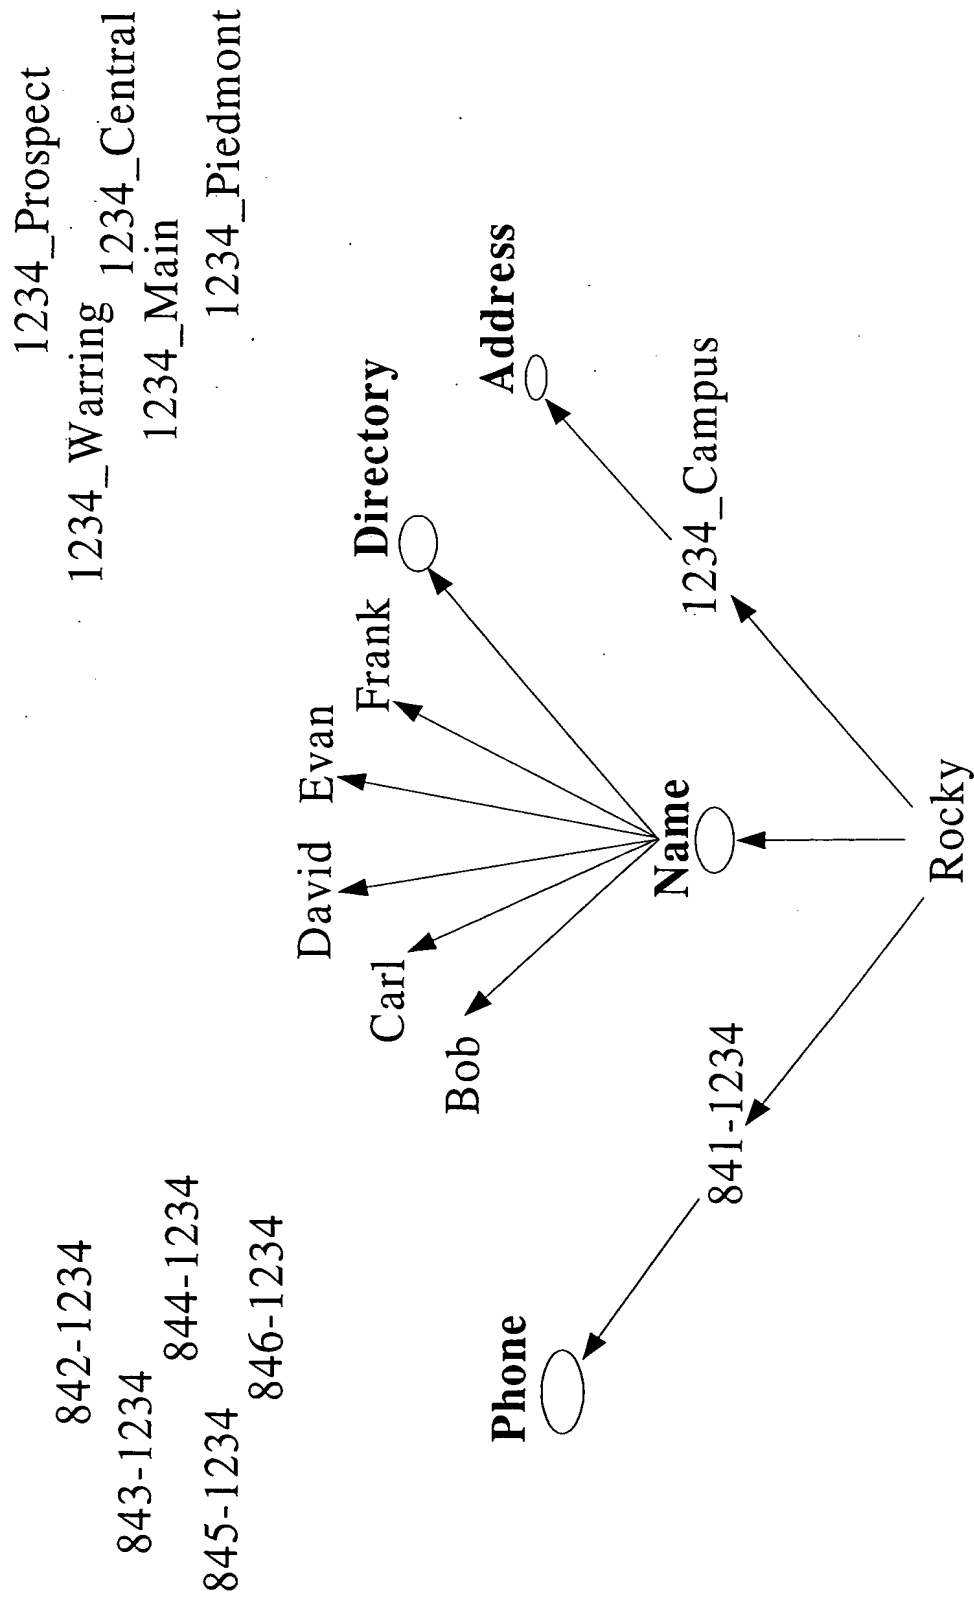 842-1234
843-1234
844-1234
845-1234
846-1234
1234_Prospect
1234_Warring
1234_Central
1234_Main
1234_Piedmont
David
Evan
Carl
Frank
Directory
Bob
Phone
Address
Name
841-1234
1234_Campus
Rocky